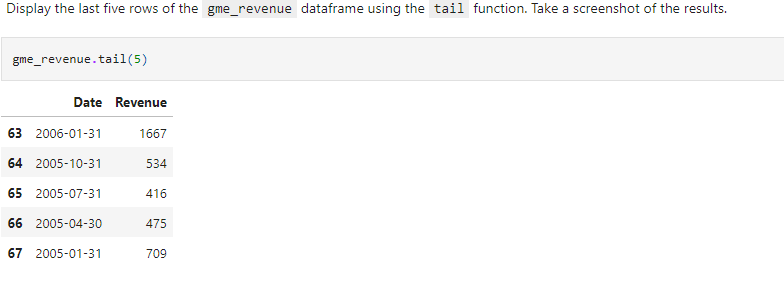 Display the last five rows of the gme_revenue dataframe using the tail function. Take a screenshot of the results.
gme_revenue.tail(5)
Date Revenue
63 2006-01-31 1667
64 2005-10-31 534
65 2005-07-31 416
66 2005-04-30 475
67 2005-01-31 709